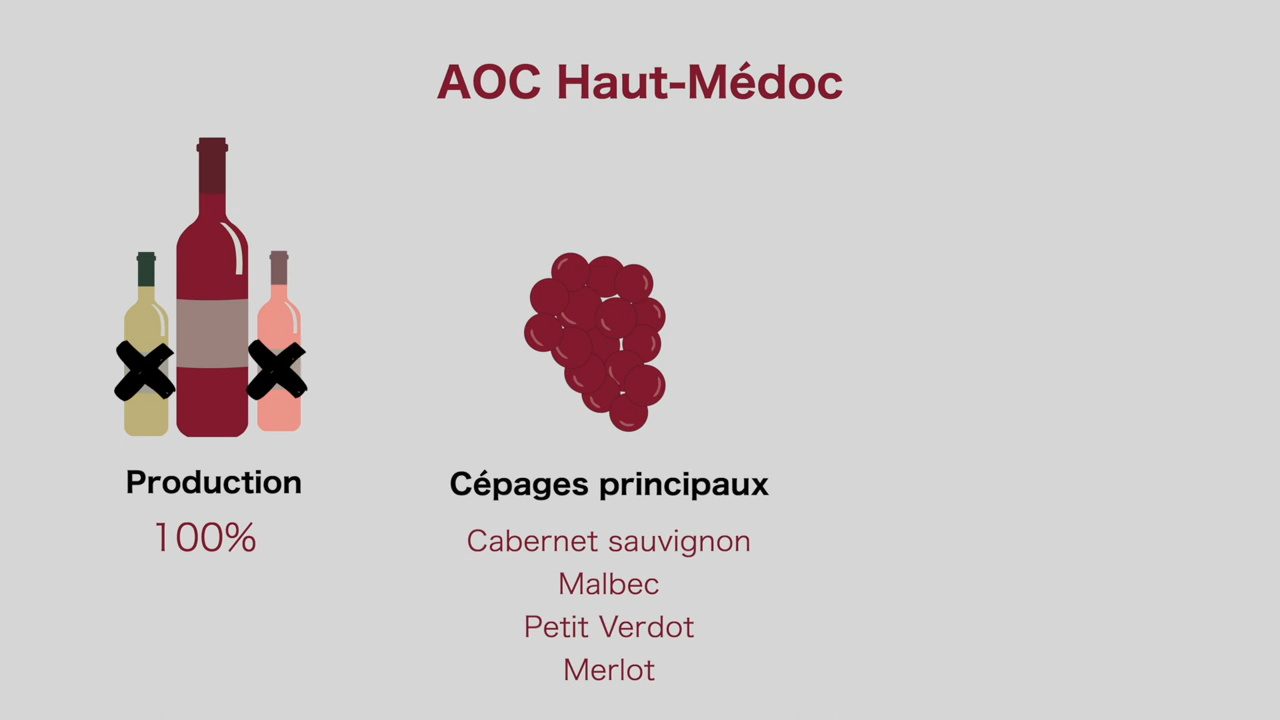 AOC Haut-Médoc
Production
100%
Cépages principaux
Cabernet sauvignon
Malbec
Petit Verdot
Merlot